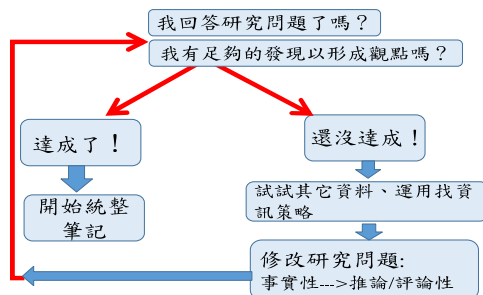 我回答研究問題了嗎？
我有足夠的發現以形成觀點嗎？
達成了！
還沒達成！
開始統整
筆記
試試其它資料、運用找資
訊策略
修改研究問題:
事實性--->推論/評論性